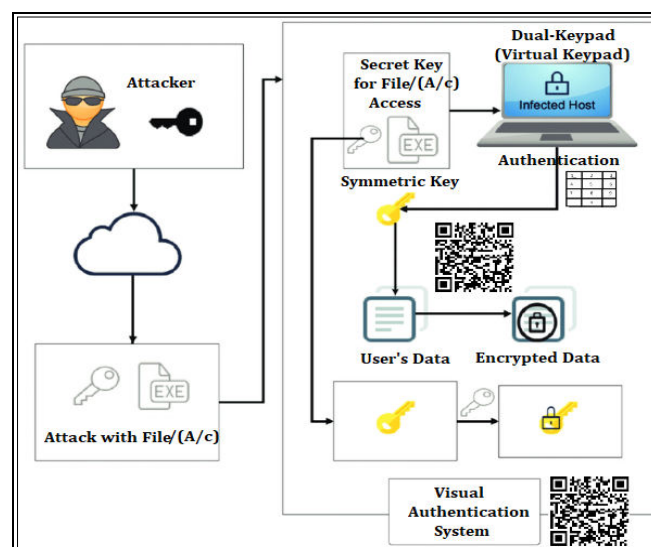 Attacker
Attack with File/(A/c)
EXE
Secret Key
for File/(A/c)
Access
EXE
Dual-Keypad
(Virtual Keypad)
Infected Host
Authentication
Symmetric Key
User's Data
Encrypted Data
Visual
Authentication
System